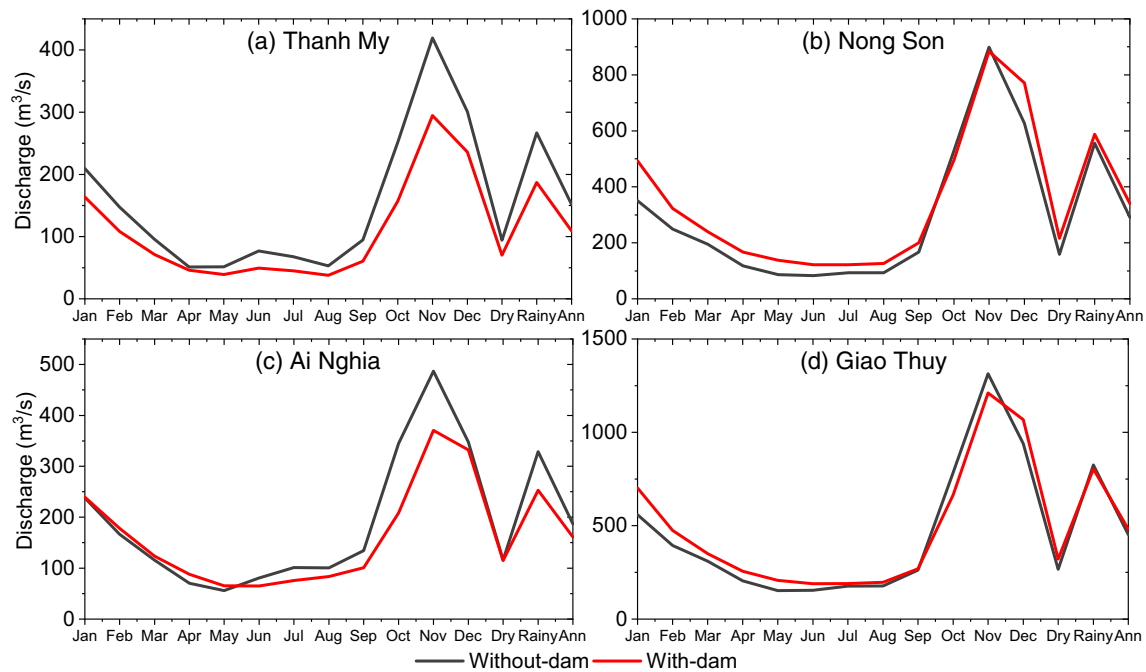 (a) Thanh My
Discharge (m³/s)
400
300
200
100
0
Jan Feb Mar Apr May Jun Jul Aug Sep Oct Nov Dec Dry Rainy Ann
(b) Nong Son
1000
800
600
400
200
0
Jan Feb Mar Apr May Jun Jul Aug Sep Oct Nov Dec Dry Rainy Ann
(c) Ai Nghia
Discharge (m³/s)
500
400
300
200
100
0
Jan Feb Mar Apr May Jun Jul Aug Sep Oct Nov Dec Dry Rainy Ann
(d) Giao Thuy
1500
1000
500
0
Jan Feb Mar Apr May Jun Jul Aug Sep Oct Nov Dec Dry Rainy Ann
Without-dam With-dam